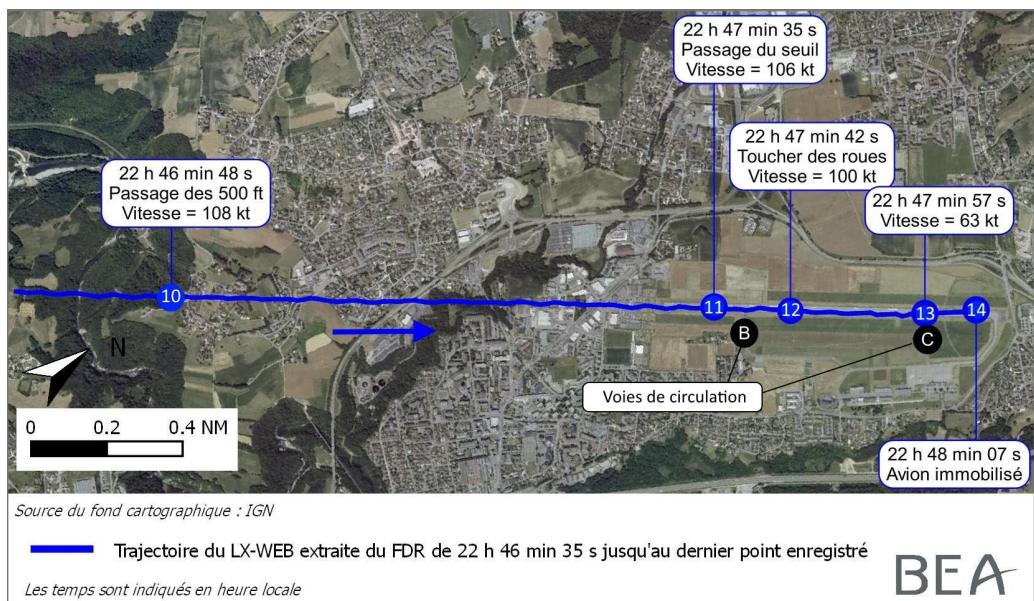 22 h 47 min 35 s
Passage du seuil
Vitesse = 106 kt
22 h 47 min 42 s
Toucher des roues
Vitesse = 100 kt
22 h 46 min 48 s
Passage des 500 ft
Vitesse = 108 kt
22 h 47 min 57 s
Vitesse = 63 kt
10
11
12
13
14
B
C
N
Voies de circulation
0 0.2 0.4 NM
22 h 48 min 07 s
Avion immobilisé
Source du fond cartographique : IGN
Trajectoire du LX-WEB extraite du FDR de 22 h 46 min 35 s jusqu'au dernier point enregistré
Les temps sont indiqués en heure locale
BEA